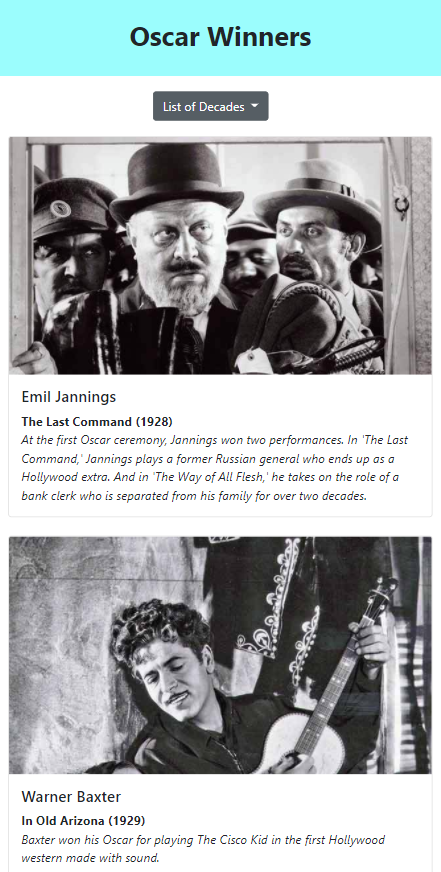 Oscar Winners
List of Decades
Emil Jannings
The Last Command (1928)
At the first Oscar ceremony, Jannings won two performances. In 'The Last
Command,' Jannings plays a former Russian general who ends up as a
Hollywood extra. And in 'The Way of All Flesh,' he takes on the role of a
bank clerk who is separated from his family for over two decades.
Warner Baxter
In Old Arizona (1929)
Baxter won his Oscar for playing The Cisco Kid in the first Hollywood
western made with sound.